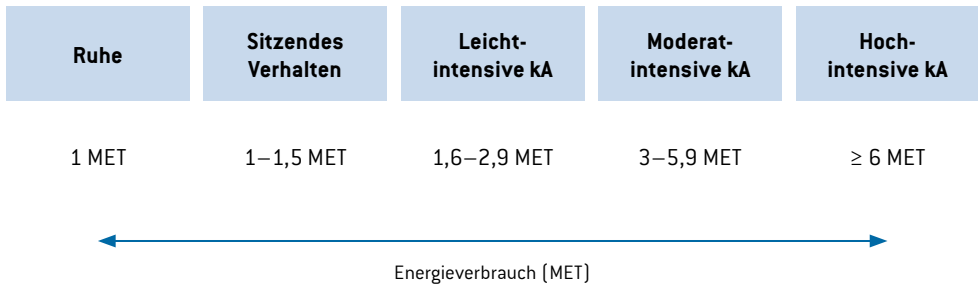 Ruhe
Sitzendes
Verhalten
Leicht-
intensive kA
Moderat-
intensive kA
Hoch-
intensive kA
1 MET
1–1,5 MET
1,6–2,9 MET
3–5,9 MET
≥ 6 MET
Energieverbrauch (MET)